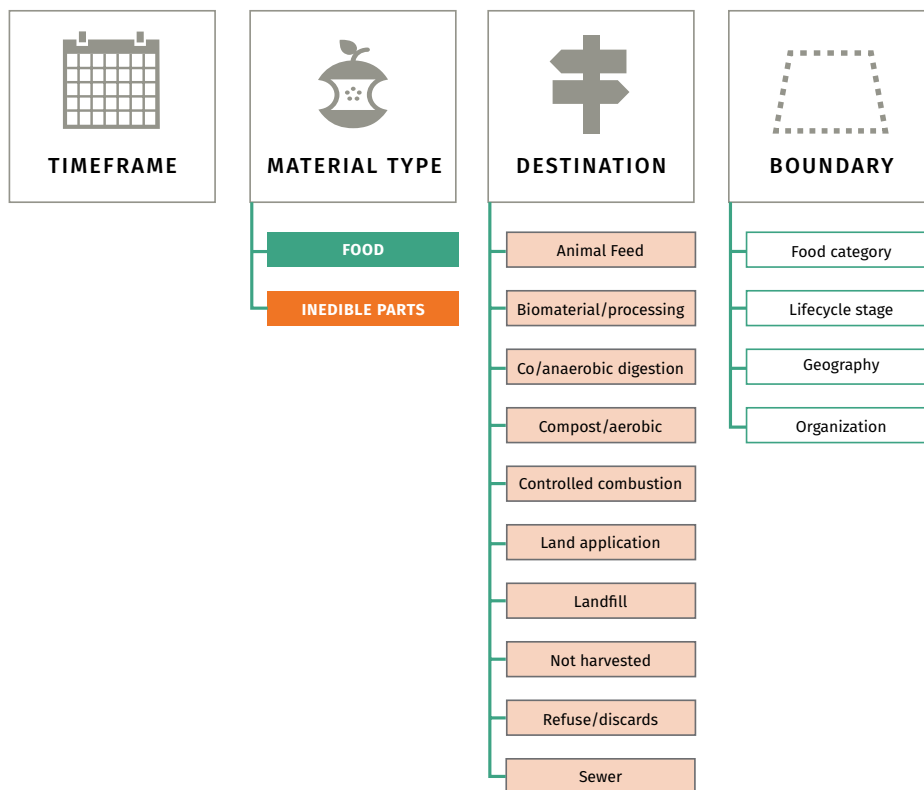 TIMEFRAME
MATERIAL TYPE
FOOD
INEDIBLE PARTS
DESTINATION
Animal Feed
Biomaterial/processing
Co/anaerobic digestion
Compost/aerobic
Controlled combustion
Land application
Landfill
Not harvested
Refuse/discards
Sewer
BOUNDARY
Food category
Lifecycle stage
Geography
Organization